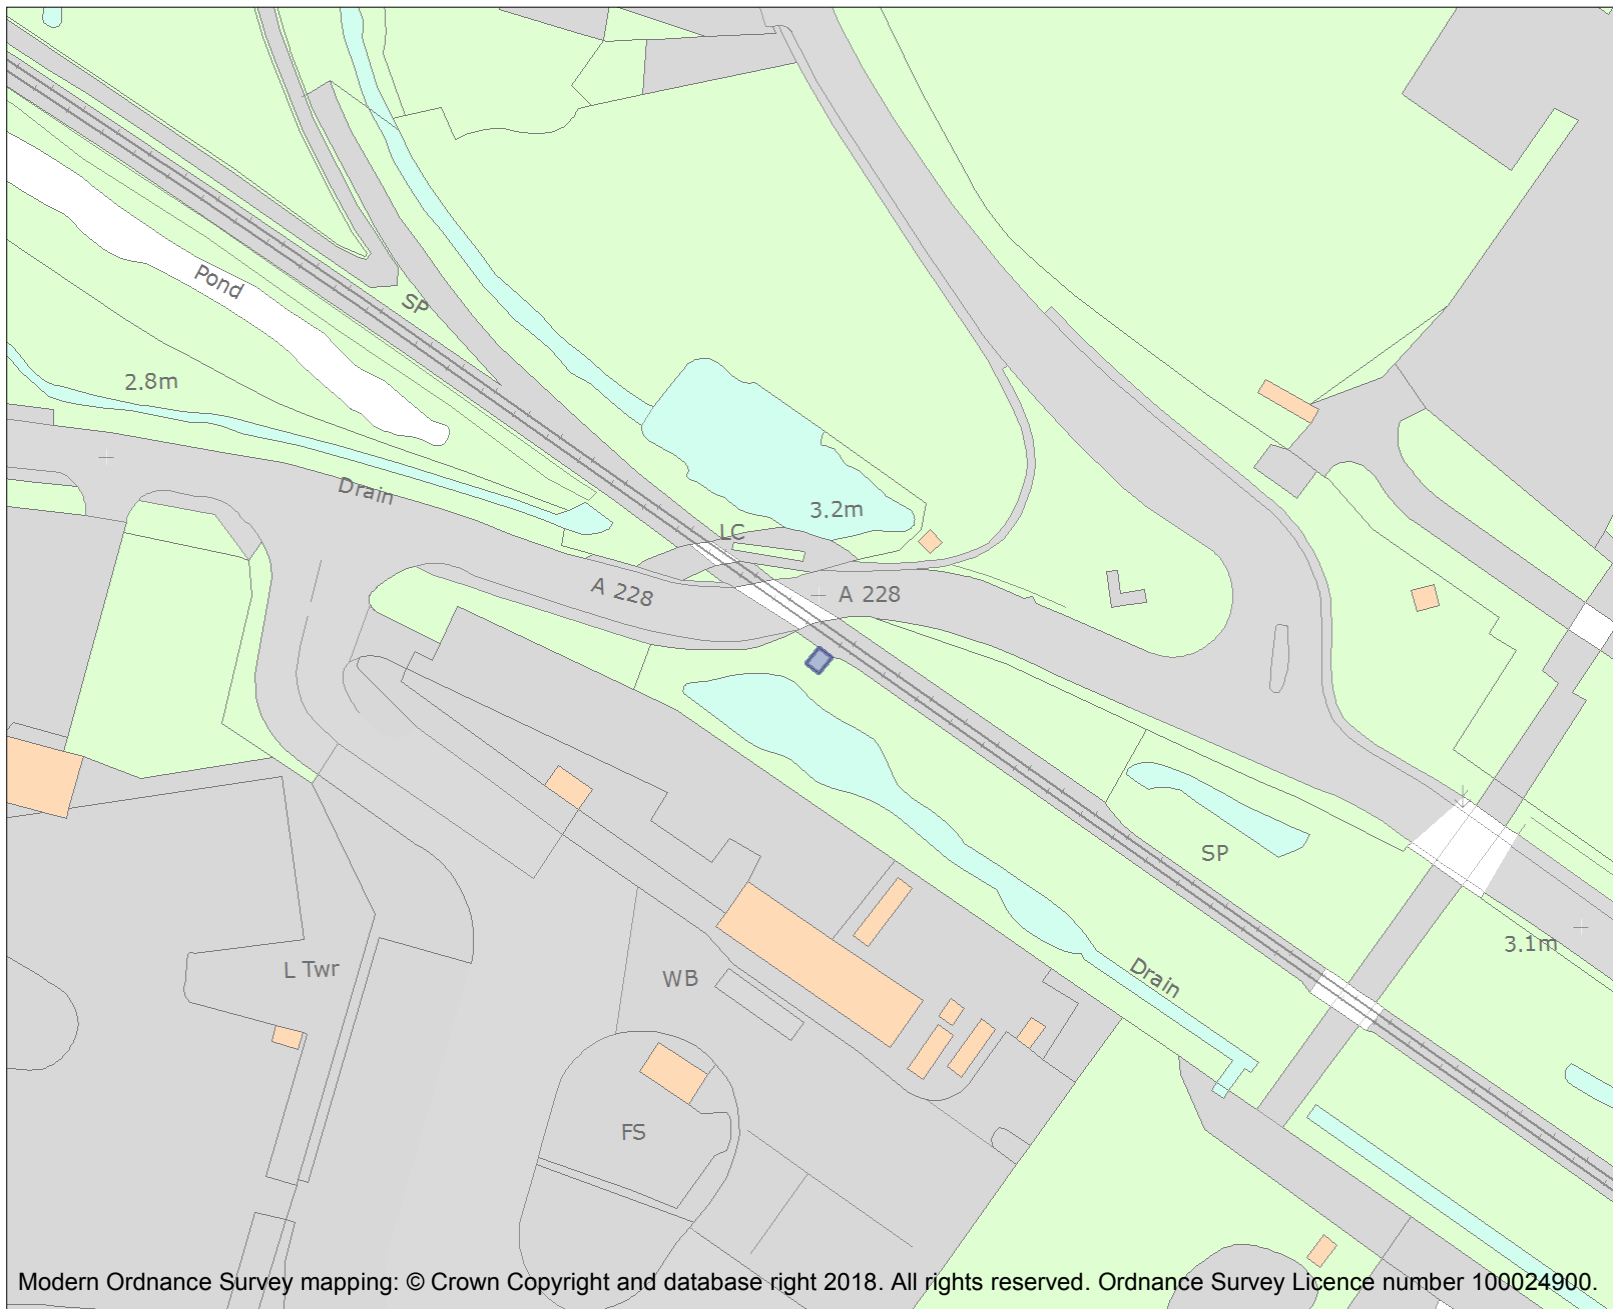 Pond
SP
2.8m
Drain
3.2m
LC
A 228
A 228
SP
3.1m
L Twr
WB
Drain
FS
Modern Ordnance Survey mapping: © Crown Copyright and database right 2018. All rights reserved. Ordnance Survey Licence number 100024900.